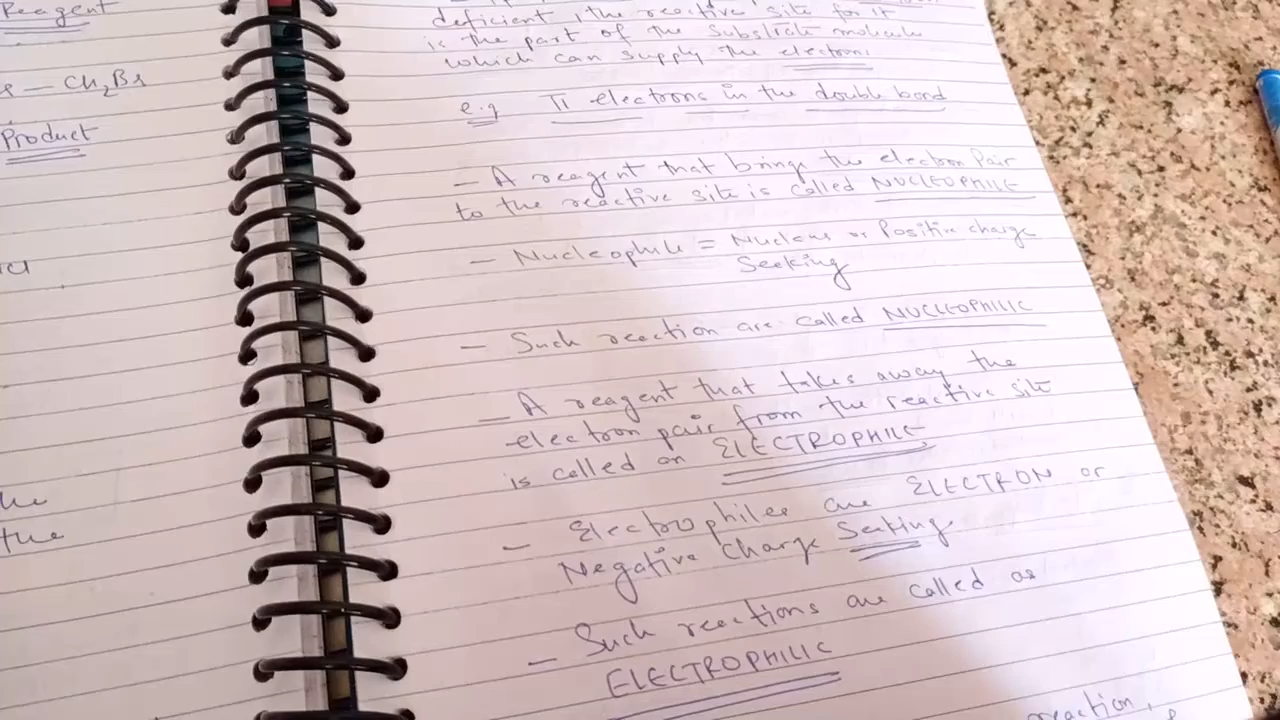 Reagent
— CH2Br
Product
the
the
deficient, the reactive site for it
is the part of the substrate molecule
which can supply the electrons
e.g π electrons in the double bond
— A reagent that brings the electron pair
to the reactive site is called NUCLEOPHILE
— Nucleophile = Nucleus or Positive charge
Seeking
— Such reaction are called NUCLEOPHILIC
— A reagent that takes away the
electron pair from the reactive site
is called an ELECTROPHILE
— Electrophiles are ELECTRON or
Negative charge Seeking
— Such reactions are called as
ELECTROPHILIC
reaction,